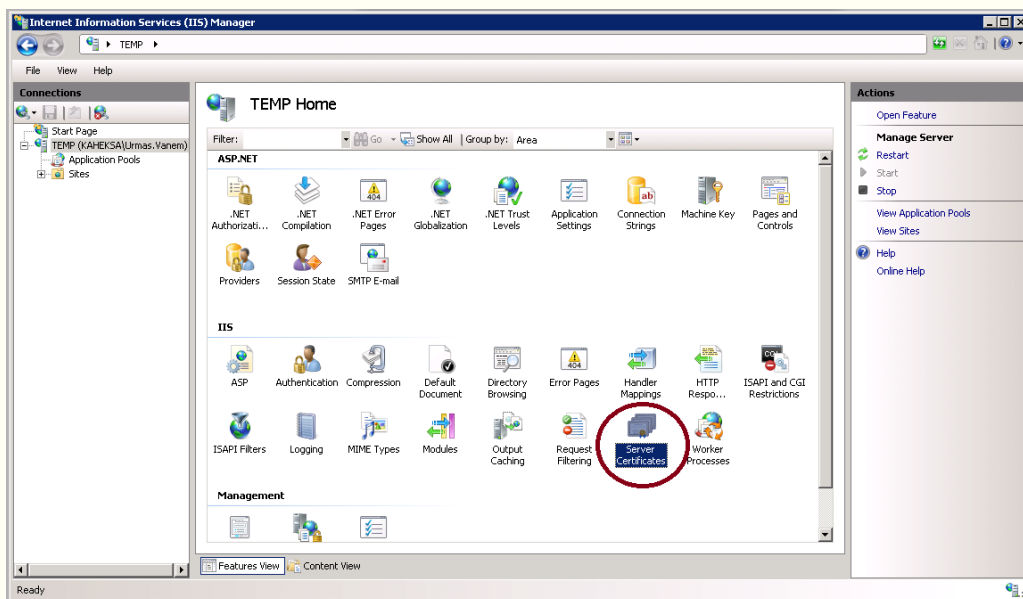 Internet Information Services (IIS) Manager
TEMP
File View Help
Connections
Start Page
TEMP (KAHEKSA\Urmas.Vanem)
Application Pools
Sites
TEMP Home
Filter: Go Show All Group by: Area
ASP.NET
.NET Authorizati...
.NET Compilation
404
.NET Error Pages
.NET Globalization
.NET Trust Levels
Application Settings
ab
Connection Strings
Machine Key
Pages and Controls
Providers
Session State
SMTP E-mail
IIS
ASP
Authentication
Compression
Default Document
Directory Browsing
404
Error Pages
Handler Mappings
HTTP Respo...
CGI
ISAPI and CGI Restrictions
ISAPI Filters
Logging
MIME Types
Modules
Output Caching
Request Filtering
Server Certificates
Worker Processes
Management
Features View
Content View
Actions
Open Feature
Manage Server
Restart
Start
Stop
View Application Pools
View Sites
Help
Online Help
Ready